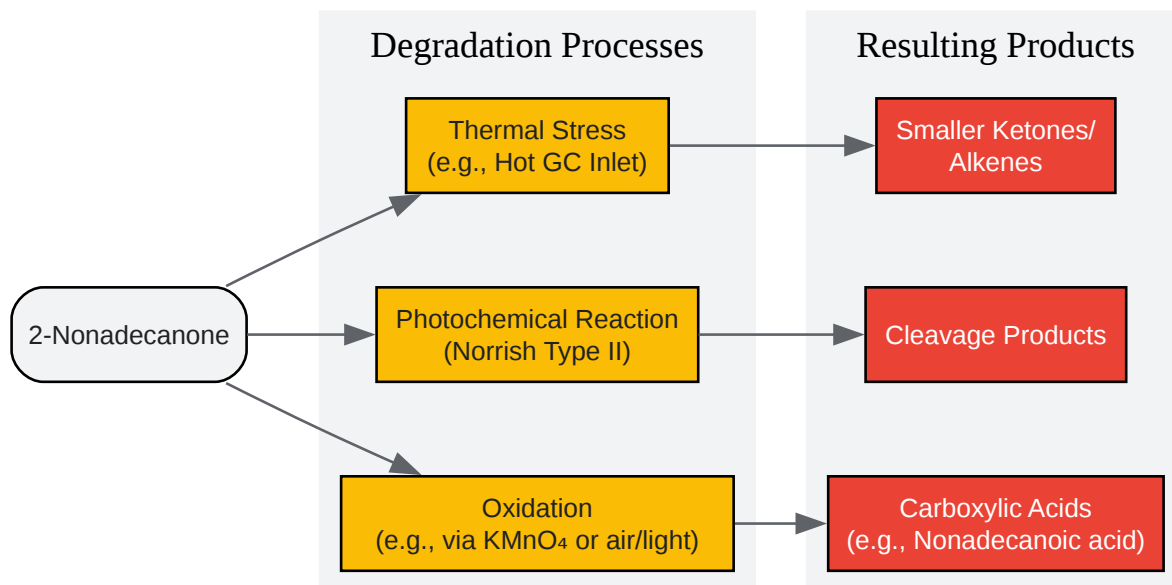 Degradation Processes
Resulting Products
Thermal Stress
(e.g., Hot GC Inlet)
Smaller Ketones/
Alkenes
2-Nonadecanone
Photochemical Reaction
(Norrish Type II)
Cleavage Products
Oxidation
(e.g., via KMnO₄ or air/light)
Carboxylic Acids
(e.g., Nonadecanoic acid)